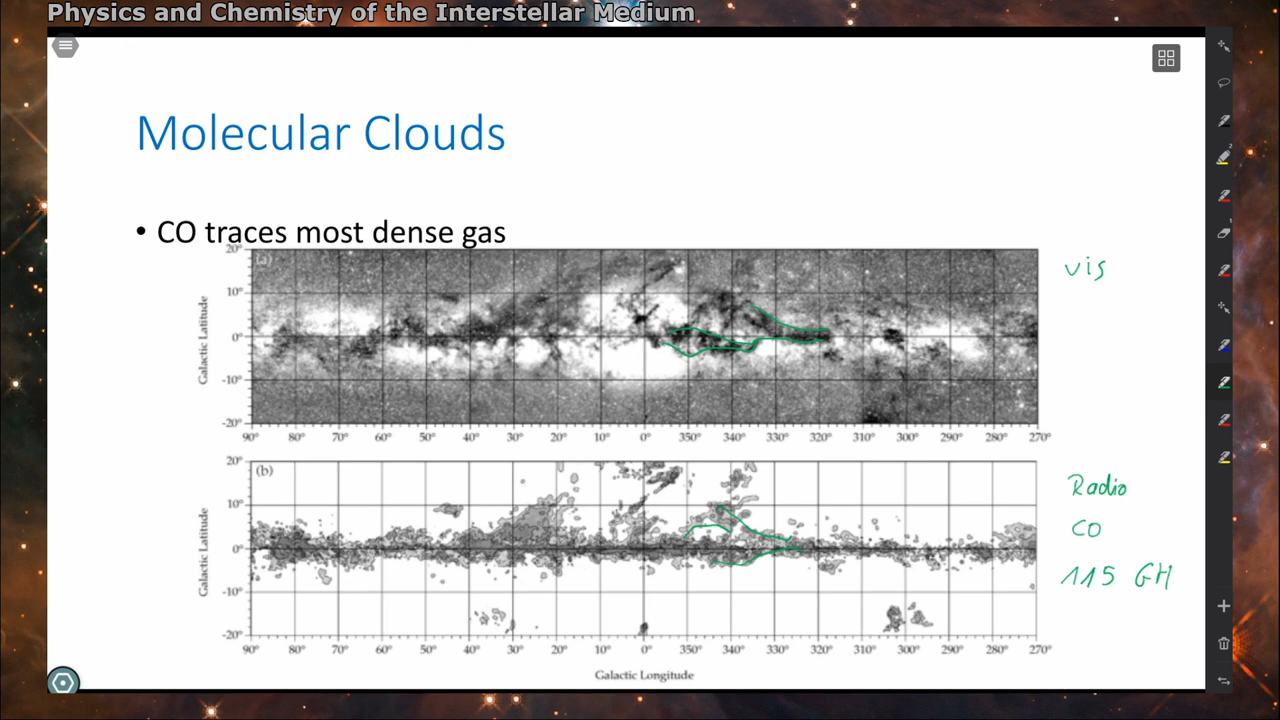 Physics and Chemistry of the Interstellar Medium
Molecular Clouds
• CO traces most dense gas
(a)
vis
20°
10°
0°
-10°
-20°
Galactic Latitude
90° 80° 70° 60° 50° 40° 30° 20° 10° 0° 350° 340° 330° 320° 310° 300° 290° 280° 270°
(b)
Radio
CO
115 GH
20°
10°
0°
-10°
-20°
Galactic Latitude
90° 80° 70° 60° 50° 40° 30° 20° 10° 0° 350° 340° 330° 320° 310° 300° 290° 280° 270°
Galactic Longitude